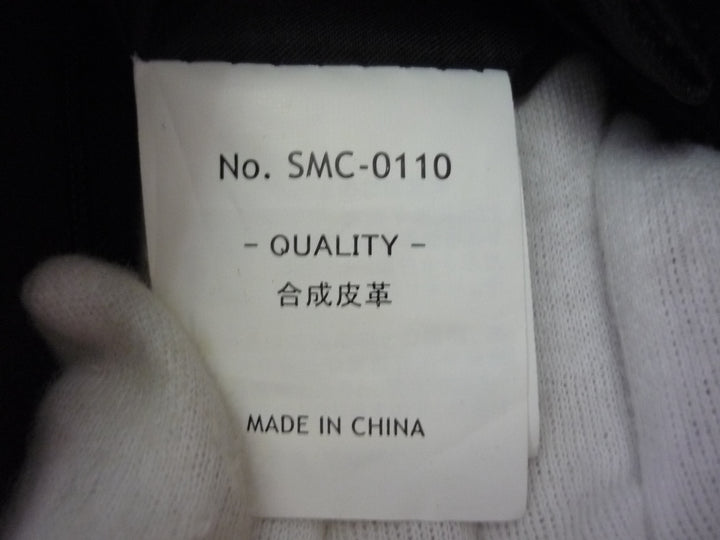 No. SMC-0110
- QUALITY -
合成皮革
MADE IN CHINA